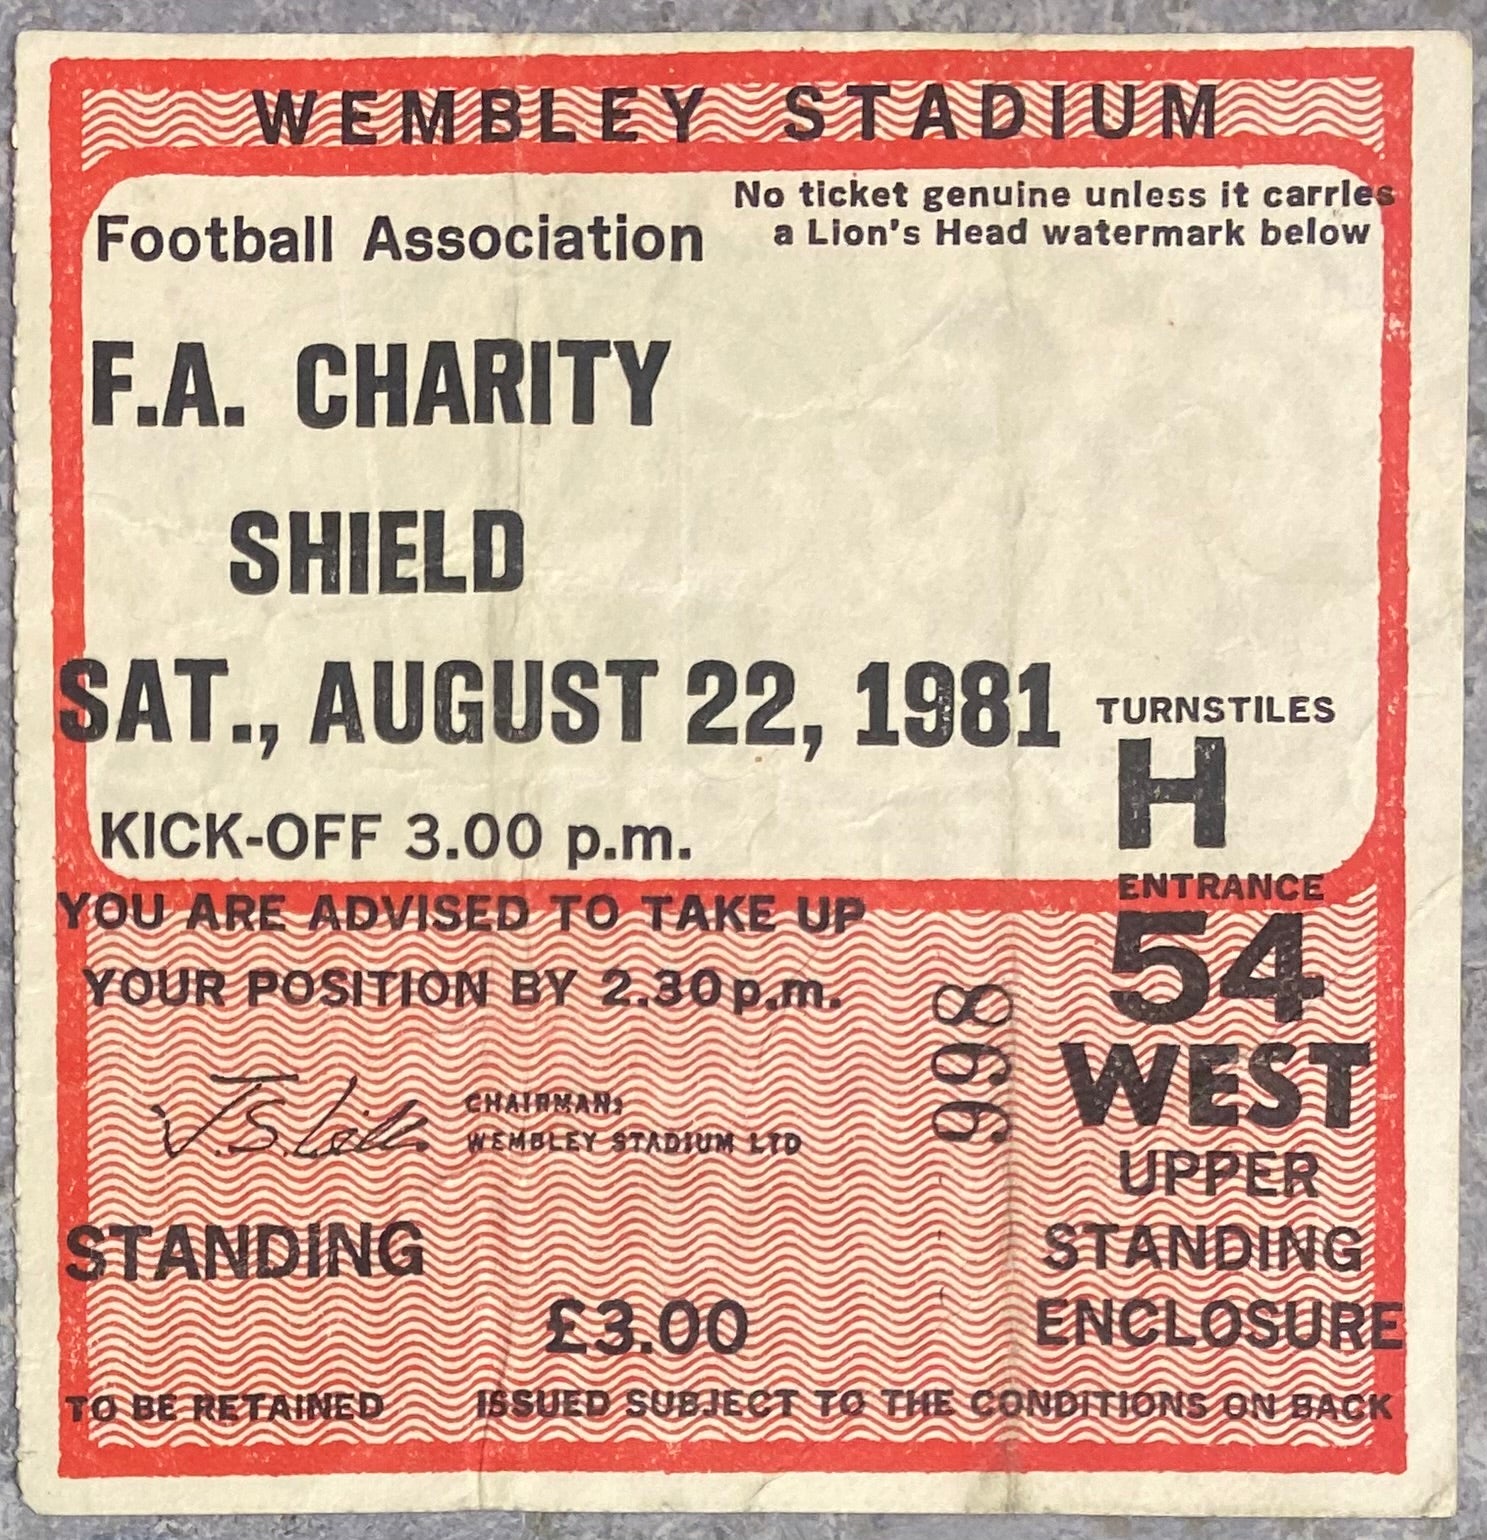 WEMBLEY STADIUM
No ticket genuine unless it carries
a Lion's Head watermark below
Football Association
F.A. CHARITY
SHIELD
SAT., AUGUST 22, 1981
KICK-OFF 3.00 p.m.
TURNSTILES
H
ENTRANCE
54
WEST
UPPER
STANDING
ENCLOSURE
YOU ARE ADVISED TO TAKE UP
YOUR POSITION BY 2.30p.m.
998
CHAIRMAN:
WEMBLEY STADIUM LTD
STANDING
£3.00
TO BE RETAINED ISSUED SUBJECT TO THE CONDITIONS ON BACK